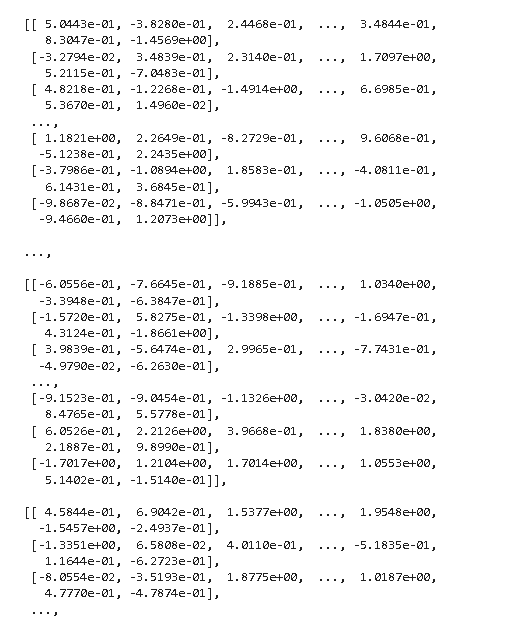 [[ 5.0443e-01, -3.8280e-01,  2.4468e-01,  ...,  3.4844e-01,
8.3047e-01, -1.4569e+00],
[-3.2794e-02,  3.4839e-01,  2.3140e-01,  ...,  1.7097e+00,
5.2115e-01, -7.0483e-01],
[ 4.8218e-01, -1.2268e-01, -1.4914e+00,  ...,  6.6985e-01,
5.3670e-01,  1.4960e-02],
...,
[ 1.1821e+00,  2.2649e-01, -8.2729e-01,  ...,  9.6068e-01,
-5.1238e-01,  2.2435e+00],
[-3.7986e-01, -1.0894e+00,  1.8583e-01,  ..., -4.0811e-01,
6.1431e-01,  3.6845e-01],
[-9.8687e-02, -8.8471e-01, -5.9943e-01,  ..., -1.0505e+00,
-9.4660e-01,  1.2073e+00]],
...,
[[-6.0556e-01, -7.6645e-01, -9.1885e-01,  ...,  1.0340e+00,
-3.3948e-01, -6.3847e-01],
[-1.5720e-01,  5.8275e-01, -1.3398e+00,  ..., -1.6947e-01,
4.3124e-01, -1.8661e+00],
[ 3.9839e-01, -5.6474e-01,  2.9965e-01,  ..., -7.7431e-01,
-4.9790e-02, -6.2630e-01],
...,
[-9.1523e-01, -9.0454e-01, -1.1326e+00,  ..., -3.0420e-02,
8.4765e-01,  5.5778e-01],
[ 6.0526e-01,  2.2126e+00,  3.9668e-01,  ...,  1.8380e+00,
2.1887e-01,  9.8990e-01],
[-1.7017e+00,  1.2104e+00,  1.7014e+00,  ...,  1.0553e+00,
5.1402e-01, -1.5140e-01]],
[[ 4.5844e-01,  6.9042e-01,  1.5377e+00,  ...,  1.9548e+00,
-1.5457e+00, -2.4937e-01],
[-1.3351e+00,  6.5808e-02,  4.0110e-01,  ..., -5.1835e-01,
1.1644e-01, -6.2723e-01],
[-8.0554e-02, -3.5193e-01,  1.8775e+00,  ...,  1.0187e+00,
4.7770e-01, -4.7874e-01],
...,